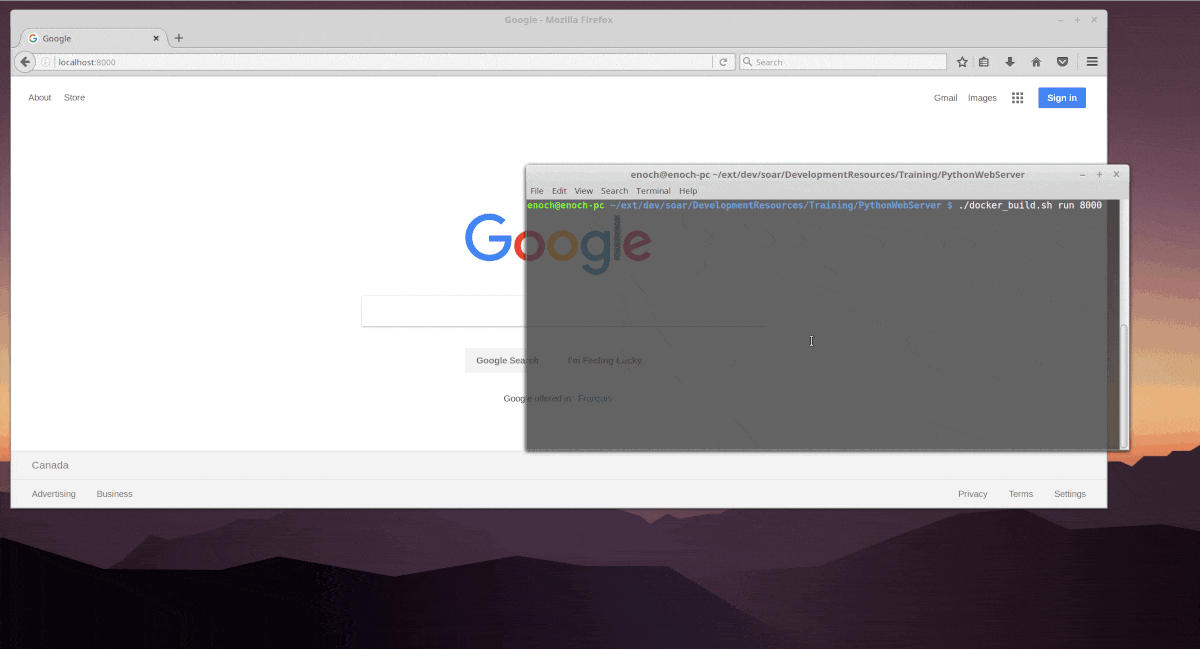 Google - Mozilla Firefox
Google
localhost:8000
Search
About Store
Gmail Images Sign in
enoch@enoch-pc ~/ext/dev/soar/DevelopmentResources/Training/PythonWebServer
File Edit View Search Terminal Help
enoch@enoch-pc ~/ext/dev/soar/DevelopmentResources/Training/PythonWebServer $ ./docker_build.sh run 8000
Google
Google Search I'm Feeling Lucky
Google offered in: Français
Canada
Advertising Business
Privacy Terms Settings